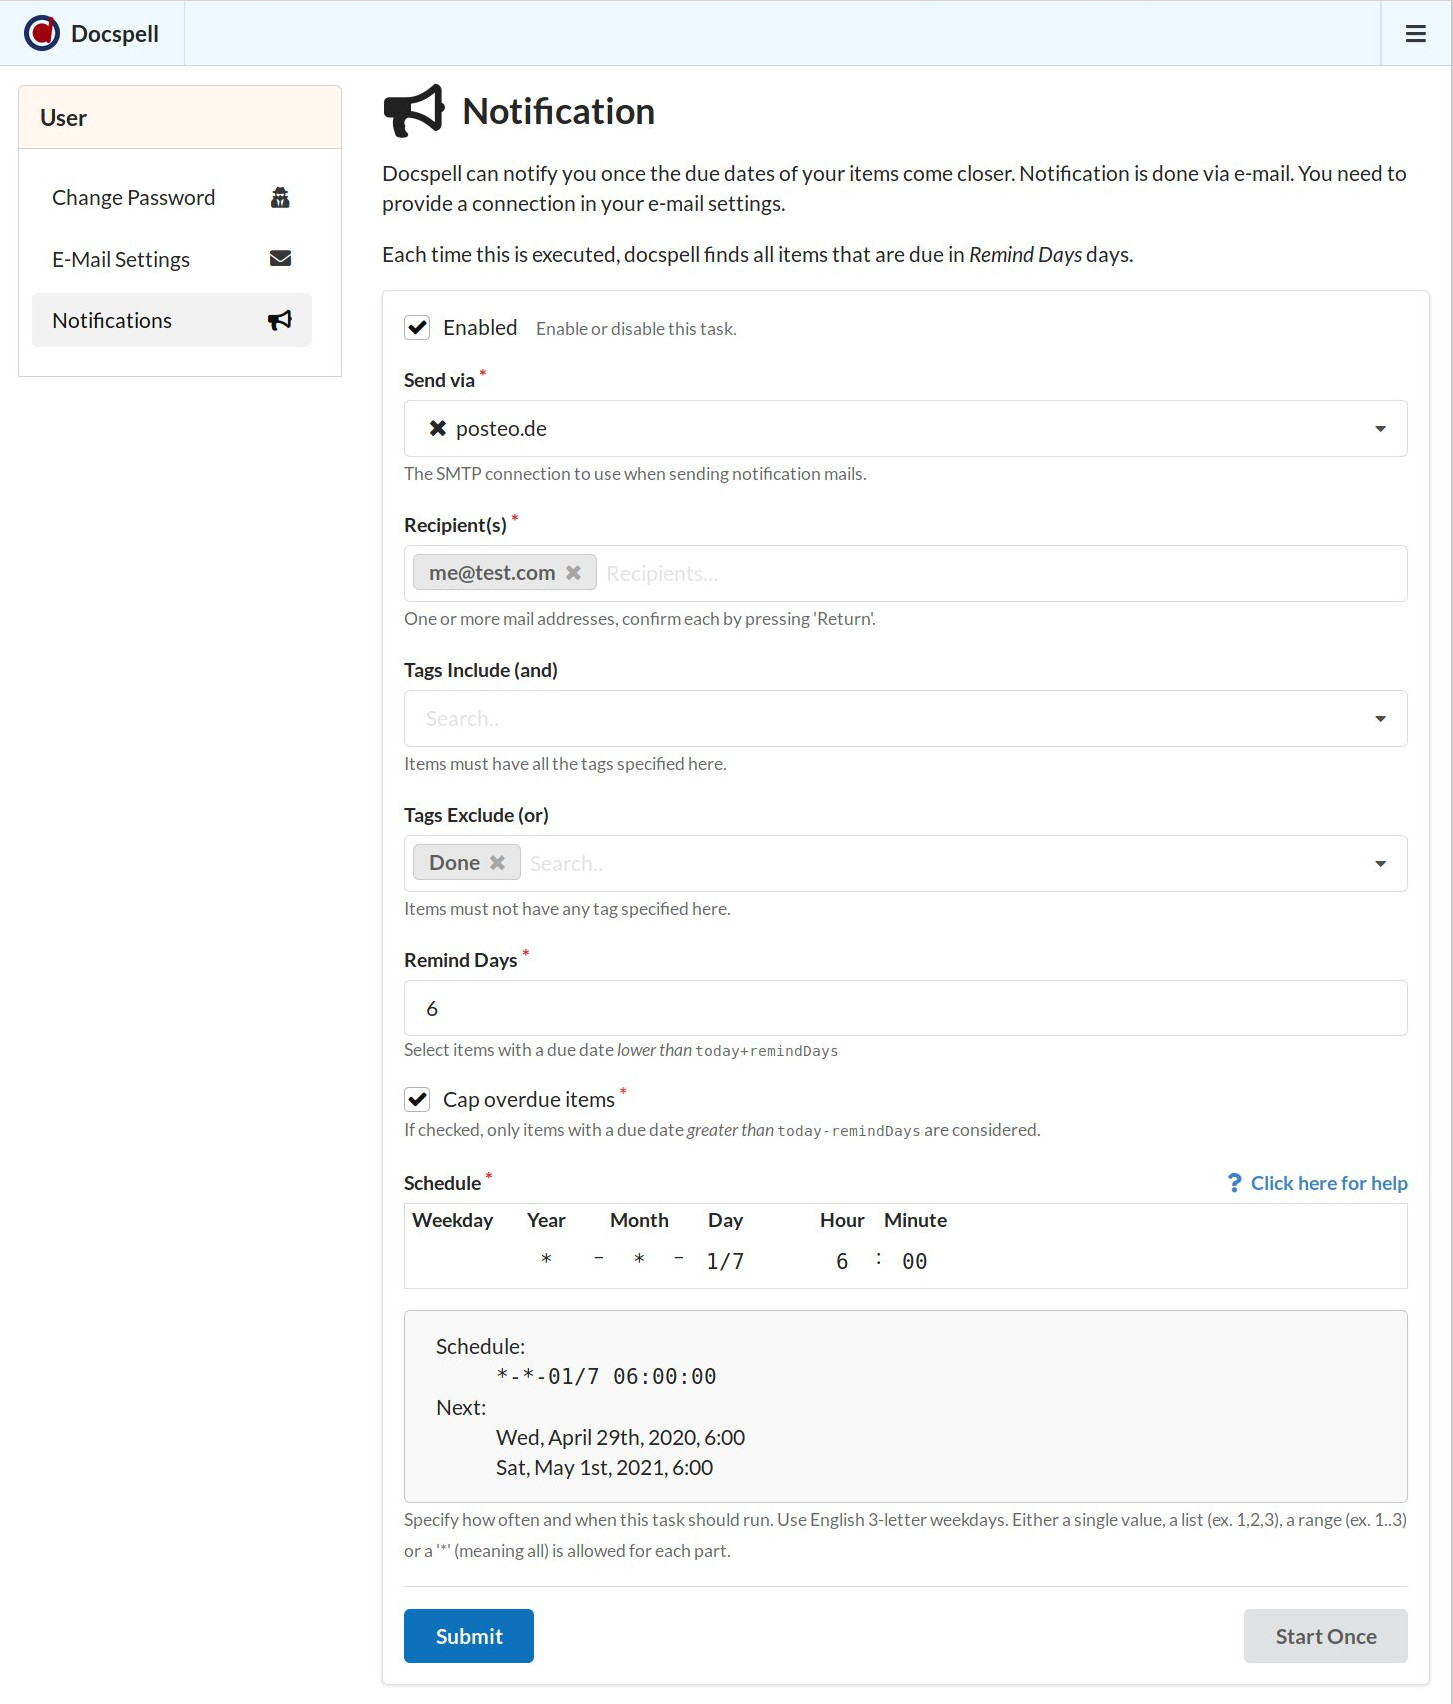 Docspell
User
Change Password
E-Mail Settings
Notifications
Notification
Docspell can notify you once the due dates of your items come closer. Notification is done via e-mail. You need to
provide a connection in your e-mail settings.
Each time this is executed, docspell finds all items that are due in Remind Days days.
Enabled Enable or disable this task.
Send via *
posteo.de
The SMTP connection to use when sending notification mails.
Recipient(s) *
me@test.com Recipients...
One or more mail addresses, confirm each by pressing 'Return'.
Tags Include (and)
Search..
Items must have all the tags specified here.
Tags Exclude (or)
Done Search..
Items must not have any tag specified here.
Remind Days *
6
Select items with a due date lower than today+remindDays
Cap overdue items *
If checked, only items with a due date greater than today-remindDays are considered.
Schedule * ? Click here for help
Weekday Year Month Day Hour Minute
* - * - 1/7 6 : 00
Schedule:
*-*-01/7 06:00:00
Next:
Wed, April 29th, 2020, 6:00
Sat, May 1st, 2021, 6:00
Specify how often and when this task should run. Use English 3-letter weekdays. Either a single value, a list (ex. 1,2,3), a range (ex. 1..3)
or a '*' (meaning all) is allowed for each part.
Submit Start Once